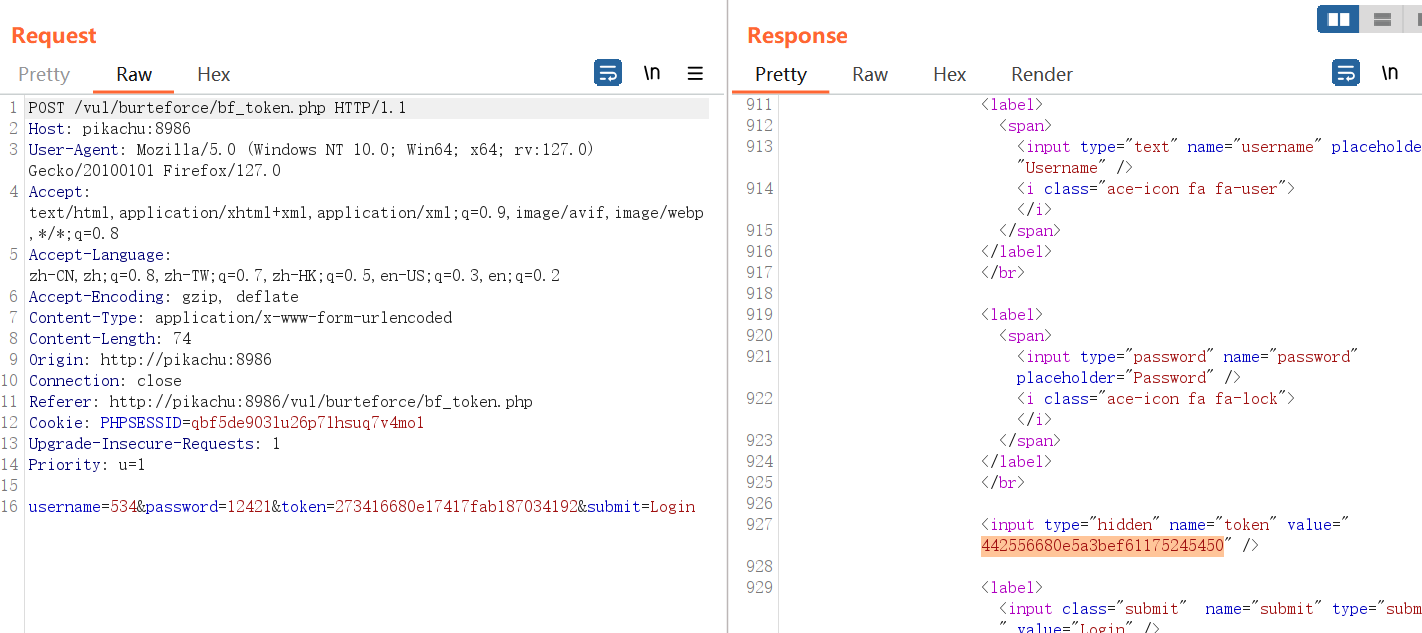 Request
Pretty Raw Hex \n
1 POST /vul/burteforce/bf_token.php HTTP/1.1
2 Host: pikachu:8986
3 User-Agent: Mozilla/5.0 (Windows NT 10.0; Win64; x64; rv:127.0)
Gecko/20100101 Firefox/127.0
4 Accept:
text/html,application/xhtml+xml,application/xml;q=0.9,image/avif,image/webp
,*/*;q=0.8
5 Accept-Language:
zh-CN,zh;q=0.8,zh-TW;q=0.7,zh-HK;q=0.5,en-US;q=0.3,en;q=0.2
6 Accept-Encoding: gzip, deflate
7 Content-Type: application/x-www-form-urlencoded
8 Content-Length: 74
9 Origin: http://pikachu:8986
10 Connection: close
11 Referer: http://pikachu:8986/vul/burteforce/bf_token.php
12 Cookie: PHPSESSID=qbf5de903lu26p7lhsuq7v4mol
13 Upgrade-Insecure-Requests: 1
14 Priority: u=1
15
16 username=534&password=12421&token=273416680e17417fab187034192&submit=Login
Response
Pretty Raw Hex Render \n
911 <label>
912 <span>
913 <input type="text" name="username" placeholde
"Username" />
914 <i class="ace-icon fa fa-user">
</i>
915 </span>
916 </label>
917 </br>
918
919 <label>
920 <span>
921 <input type="password" name="password"
placeholder="Password" />
922 <i class="ace-icon fa fa-lock">
</i>
923 </span>
924 </label>
925 </br>
926
927 <input type="hidden" name="token" value="
442556680e5a3bef61175245450" />
928
929 <label>
<input class="submit" name="submit" type="subm
" value="Login" />